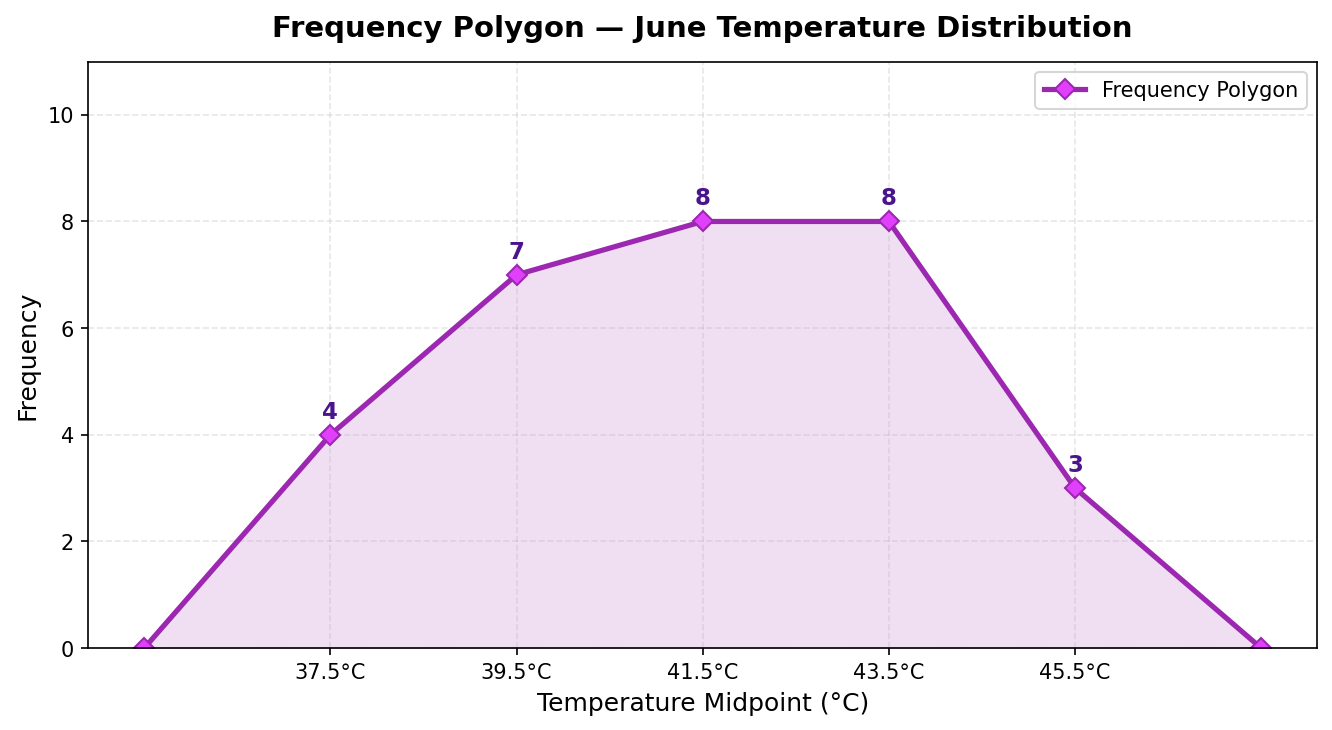 Frequency Polygon — June Temperature Distribution
Frequency Polygon
10
8
6
4
2
0
Frequency
4
7
8
8
3
37.5°C
39.5°C
41.5°C
43.5°C
45.5°C
Temperature Midpoint (°C)